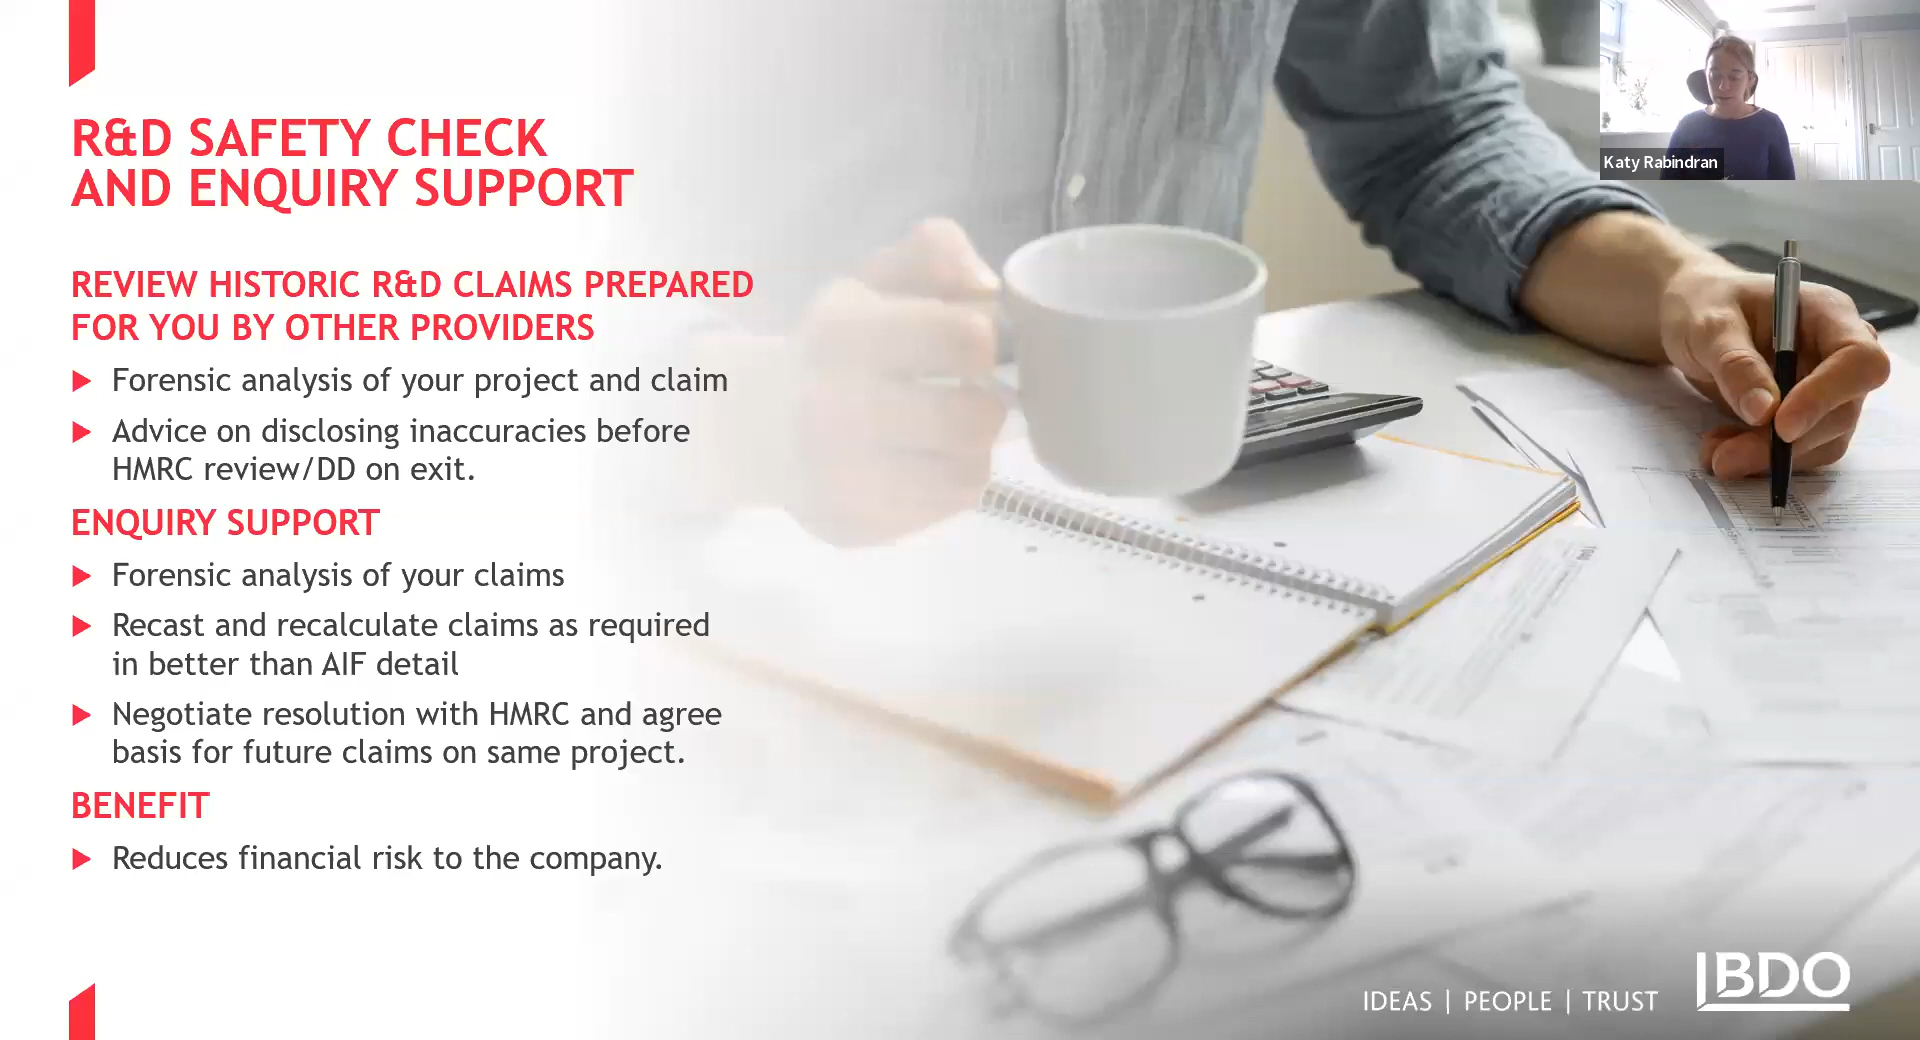 R&D SAFETY CHECK
AND ENQUIRY SUPPORT
REVIEW HISTORIC R&D CLAIMS PREPARED
FOR YOU BY OTHER PROVIDERS
Forensic analysis of your project and claim
Advice on disclosing inaccuracies before
HMRC review/DD on exit.
ENQUIRY SUPPORT
Forensic analysis of your claims
Recast and recalculate claims as required
in better than AIF detail
Negotiate resolution with HMRC and agree
basis for future claims on same project.
BENEFIT
Reduces financial risk to the company.
Katy Rabindran
IDEAS | PEOPLE | TRUST
BDO